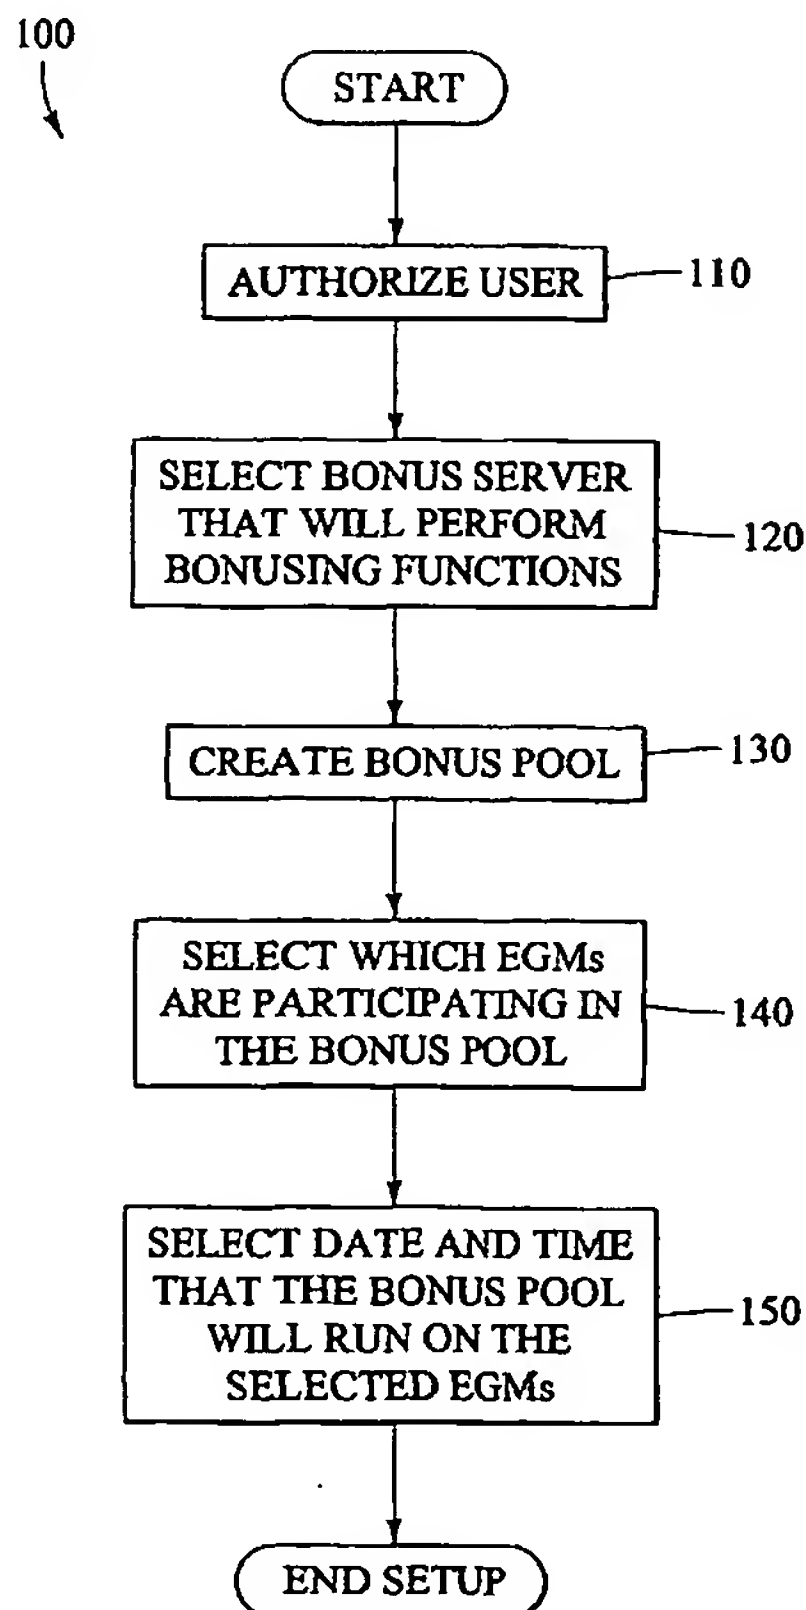 100
START
AUTHORIZE USER
110
SELECT BONUS SERVER
THAT WILL PERFORM
BONUSING FUNCTIONS
120
CREATE BONUS POOL
130
SELECT WHICH EGMs
ARE PARTICIPATING IN
THE BONUS POOL
140
SELECT DATE AND TIME
THAT THE BONUS POOL
WILL RUN ON THE
SELECTED EGMs
150
END SETUP